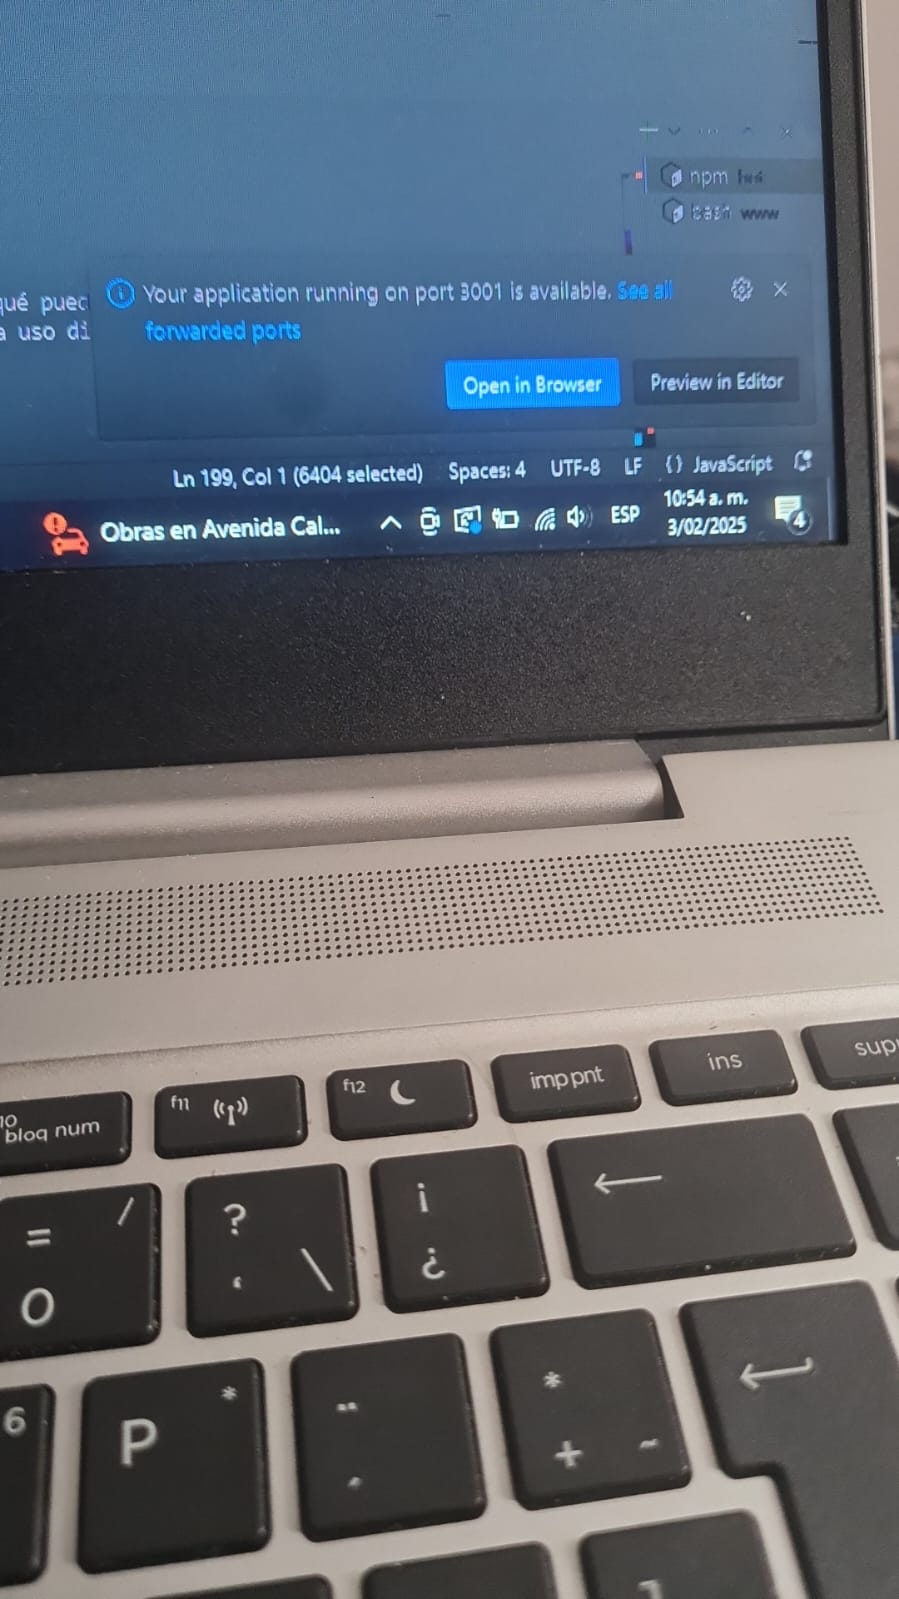 npm
bash www
qué pued
a uso di
Your application running on port 3001 is available. See all
forwarded ports
Open in Browser
Preview in Editor
Ln 199, Col 1 (6404 selected)
Spaces: 4
UTF-8
LF
{} JavaScript
Obras en Avenida Cal...
ESP
10:54 a. m.
3/02/2025
4
10
bloq num
f11
f12
imp pnt
ins
sup
= /
0
? \
'
¡
¿
←
6
P *
¨
´
*
+ ~